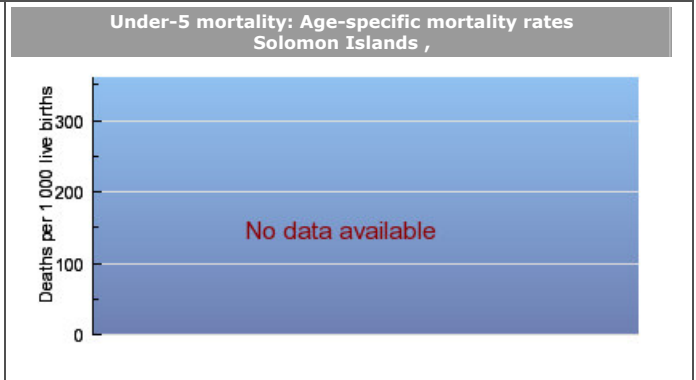 Under-5 mortality: Age-specific mortality rates
Solomon Islands ,
Deaths per 1 000 live births
300
200
No data available
100
0